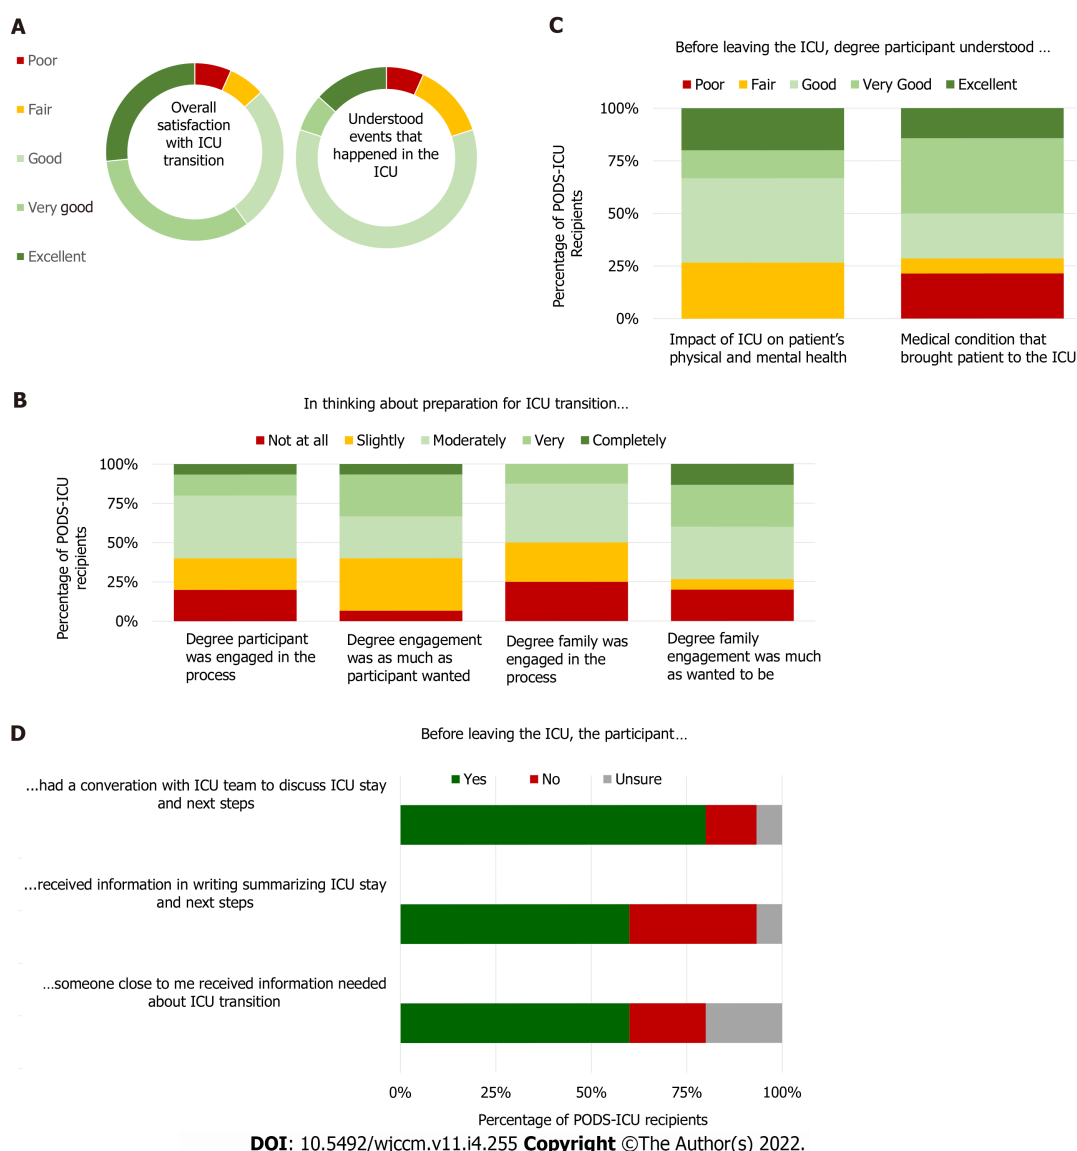 A
Poor
Fair
Good
Very good
Excellent
Overall
satisfaction
with ICU
transition
Understood
events that
happened in the
ICU
C
Before leaving the ICU, degree participant understood ...
Poor Fair Good Very Good Excellent
Percentage of PODS-ICU
Recipients
100%
75%
50%
25%
0%
Impact of ICU on patient's
physical and mental health
Medical condition that
brought patient to the ICU
B
In thinking about preparation for ICU transition...
Not at all Slightly Moderately Very Completely
Percentage of PODS-ICU
recipients
100%
75%
50%
25%
0%
Degree participant
was engaged in the
process
Degree engagement
was as much as
participant wanted
Degree family was
engaged in the
process
Degree family
engagement was much
as wanted to be
D
Before leaving the ICU, the participant...
Yes No Unsure
...had a converation with ICU team to discuss ICU stay
and next steps
...received information in writing summarizing ICU stay
and next steps
...someone close to me received information needed
about ICU transition
0% 25% 50% 75% 100%
Percentage of PODS-ICU recipients
DOI: 10.5492/wjccm.v11.i4.255 Copyright ©The Author(s) 2022.